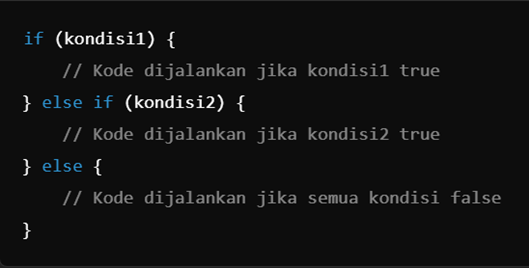 if (kondisi1) {
    // Kode dijalankan jika kondisi1 true
} else if (kondisi2) {
    // Kode dijalankan jika kondisi2 true
} else {
    // Kode dijalankan jika semua kondisi false
}